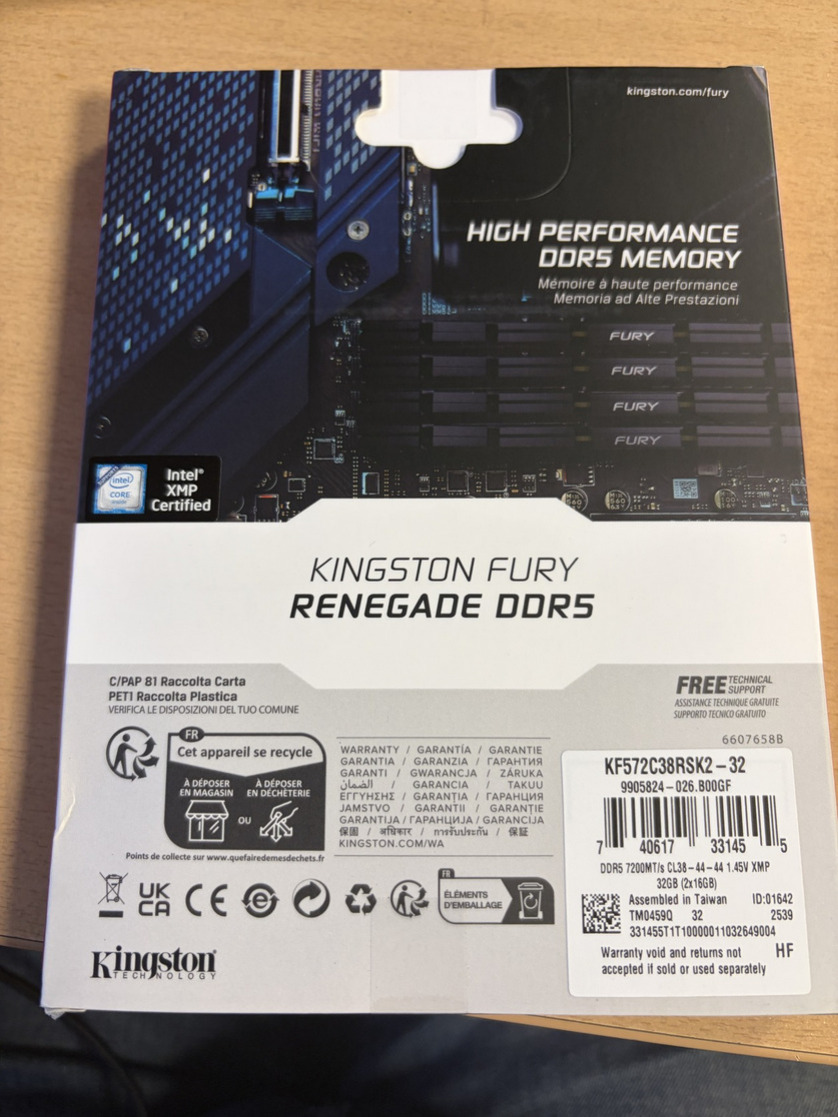 kingston.com/fury
HIGH PERFORMANCE
DDR5 MEMORY
Mémoire à haute performance
Memoria ad Alte Prestazioni
FURY
FURY
FURY
FURY
intel
CORE
Intel®
XMP
Certified
KINGSTON FURY
RENEGADE DDR5
C/PAP 81 Raccolta Carta
PET1 Raccolta Plastica
VERIFICA LE DISPOSIZIONI DEL TUO COMUNE
FREE TECHNICAL SUPPORT
ASSISTANCE TECHNIQUE GRATUITE
SUPPORTO TECNICO GRATUITO
6607658B
FR
Cet appareil se recycle
À DÉPOSER EN MAGASIN
OU
À DÉPOSER EN DÉCHÈTERIE
Points de collecte sur www.quefairedemesdechets.fr
WARRANTY / GARANTÍA / GARANTIE
GARANTIA / GARANZIA / ГАРАНТИЯ
GARANTI / GWARANCJA / ZÁRUKA
الضمان / GARANCIA / TAKUU
ΕΓΓΥΗΣΗΣ / GARANȚIA / ГАРАНЦИЯ
JAMSTVO / GARANTII / GARANTIE
GARANTIJA / ГАРАНЦИЈА / GARANCIJA
保固 / अधिकार / การรับประกัน / 保証
KINGSTON.COM/WA
UK
CA
CE
FR
ÉLÉMENTS
D'EMBALLAGE
Kingston
TECHNOLOGY
KF572C38RSK2-32
9905824-026.B00GF
7 40617 33145 5
DDR5 7200MT/s CL38-44-44 1.45V XMP
32GB (2x16GB)
Assembled in Taiwan ID:01642
TM0459Q 32 2539
331455T1T10000011032649004
Warranty void and returns not
accepted if sold or used separately
HF